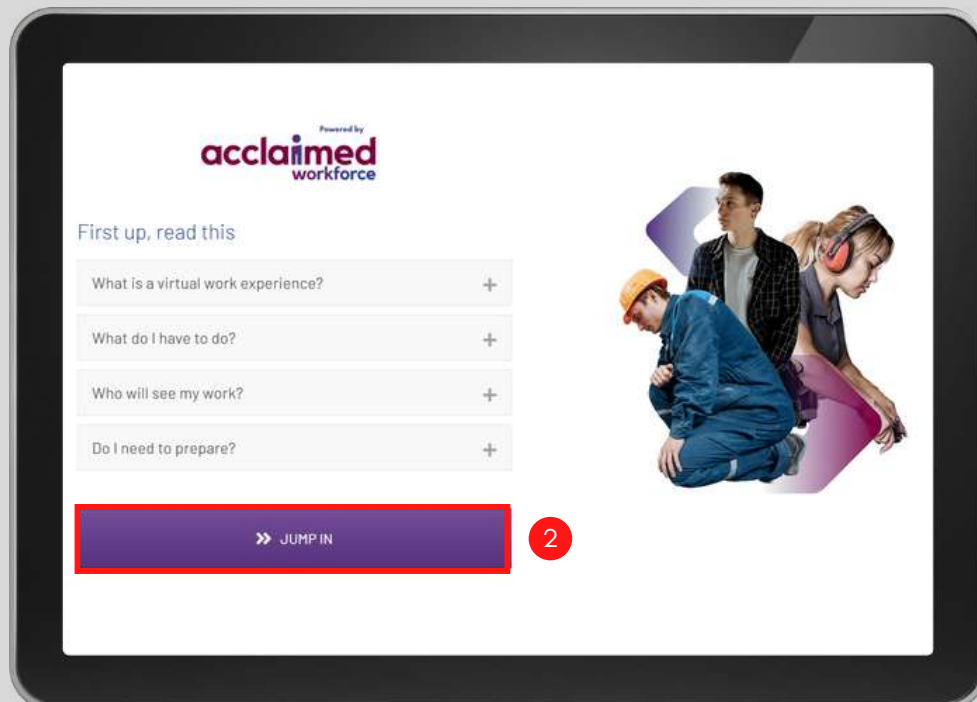 Powered by
acclaimed
workforce
First up, read this
What is a virtual work experience? +
What do I have to do? +
Who will see my work? +
Do I need to prepare? +
JUMP IN
2